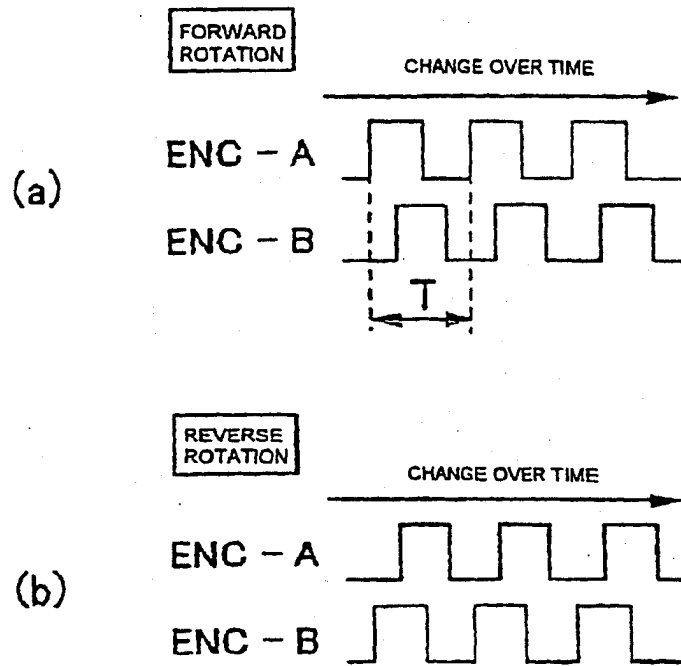 FORWARD
ROTATION
CHANGE OVER TIME
(a)
ENC - A
ENC - B
T
REVERSE
ROTATION
CHANGE OVER TIME
(b)
ENC - A
ENC - B